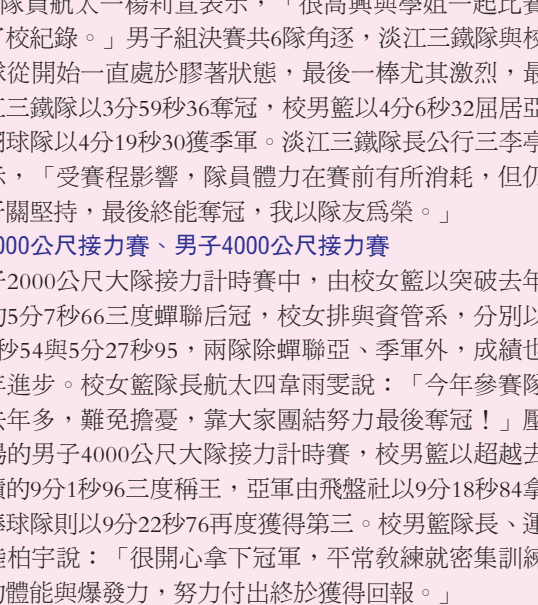 隊員航太一楊莉宣表示，「很高興與學姐一起比賽
了校紀錄。」男子組決賽共6隊角逐，淡江三鐵隊與校
隊從開始一直處於膠著狀態，最後一棒尤其激烈，最
江三鐵隊以3分59秒36奪冠，校男籃以4分6秒32屈居亞
球隊以4分19秒30獲季軍。淡江三鐵隊長公行三李亭
示，「受賽程影響，隊員體力在賽前有所消耗，但仍
牙關堅持，最後終能奪冠，我以隊友爲榮。」
000公尺接力賽、男子4000公尺接力賽
子2000公尺大隊接力計時賽中，由校女籃以突破去年
的5分7秒66三度蟬聯后冠，校女排與資管系，分別以
秒54與5分27秒95，兩隊除蟬聯亞、季軍外，成績也
年進步。校女籃隊長航太四韋雨雯說：「今年參賽隊
去年多，難免擔憂，靠大家團結努力最後奪冠！」壓
場的男子4000公尺大隊接力計時賽，校男籃以超越去
績的9分1秒96三度稱王，亞軍由飛盤社以9分18秒84拿
棒球隊則以9分22秒76再度獲得第三。校男籃隊長、運
陸柏宇說：「很開心拿下冠軍，平常教練就密集訓練
的體能與爆發力，努力付出終於獲得回報。」